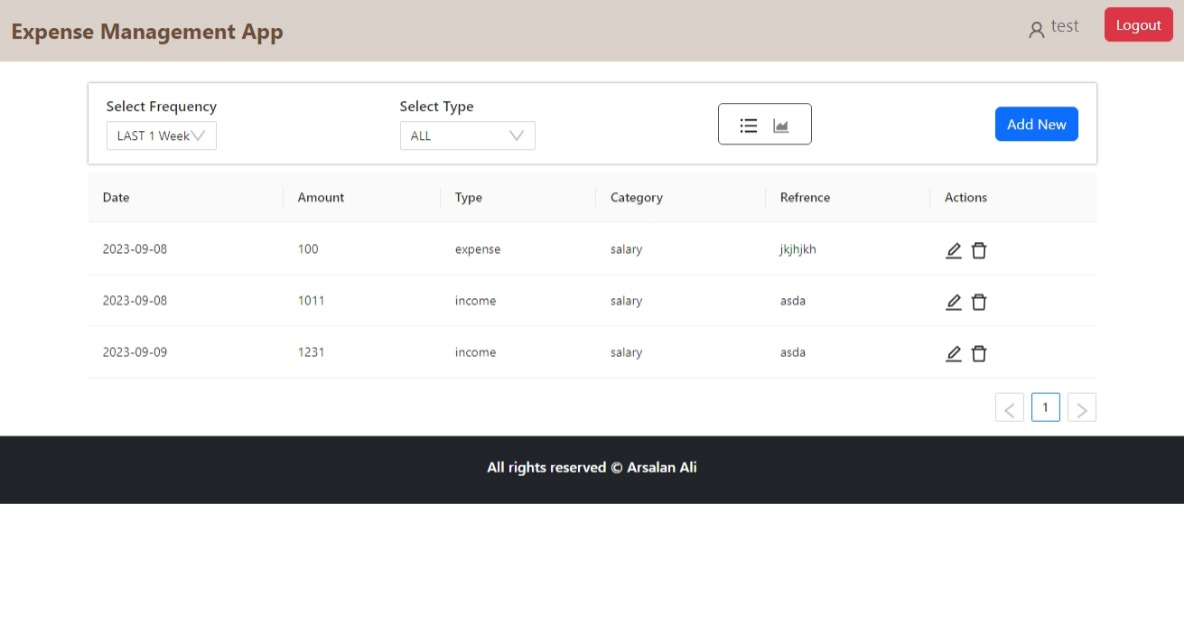 Expense Management App
test
Logout
Select Frequency
Select Type
LAST 1 Week
ALL
Add New
Date Amount Type Category Refrence Actions
2023-09-08 100 expense salary jkjhjkh
2023-09-08 1011 income salary asda
2023-09-09 1231 income salary asda
1
All rights reserved © Arsalan Ali